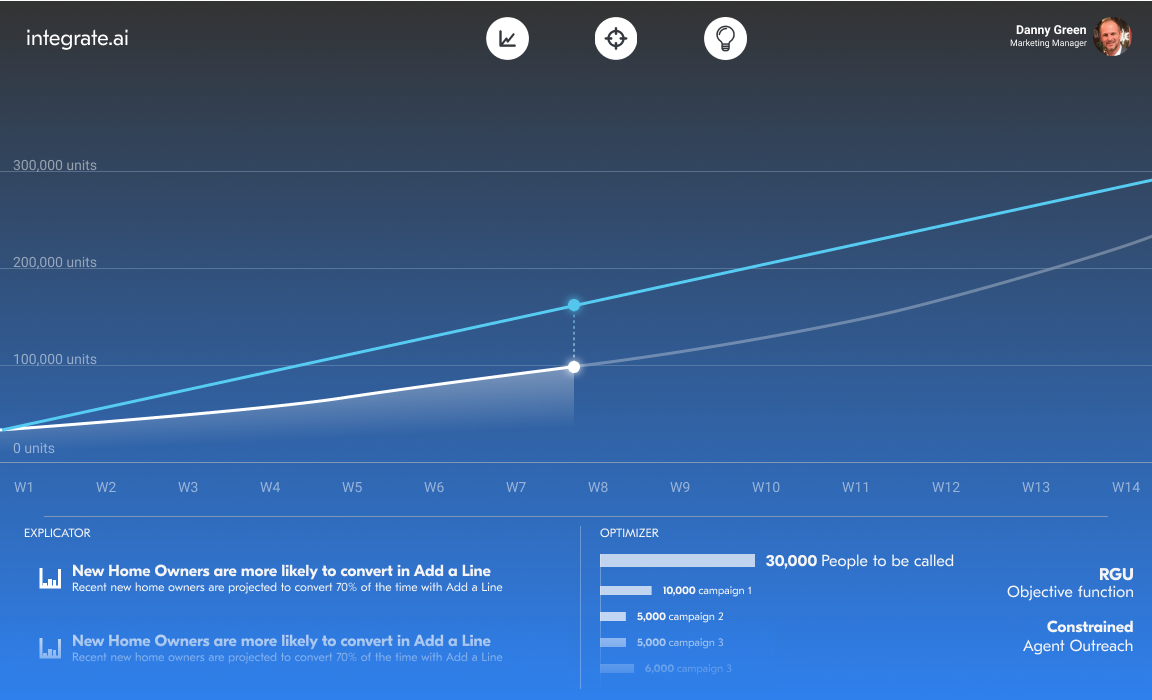 integrate.ai
Danny Green
Marketing Manager
300,000 units
200,000 units
100,000 units
0 units
W1 W2 W3 W4 W5 W6 W7 W8 W9 W10 W11 W12 W13 W14
EXPLICATOR
New Home Owners are more likely to convert in Add a Line
Recent new home owners are projected to convert 70% of the time with Add a Line
New Home Owners are more likely to convert in Add a Line
Recent new home owners are projected to convert 70% of the time with Add a Line
OPTIMIZER
30,000 People to be called
10,000 campaign 1
5,000 campaign 2
5,000 campaign 3
6,000 campaign 3
RGU
Objective function
Constrained
Agent Outreach